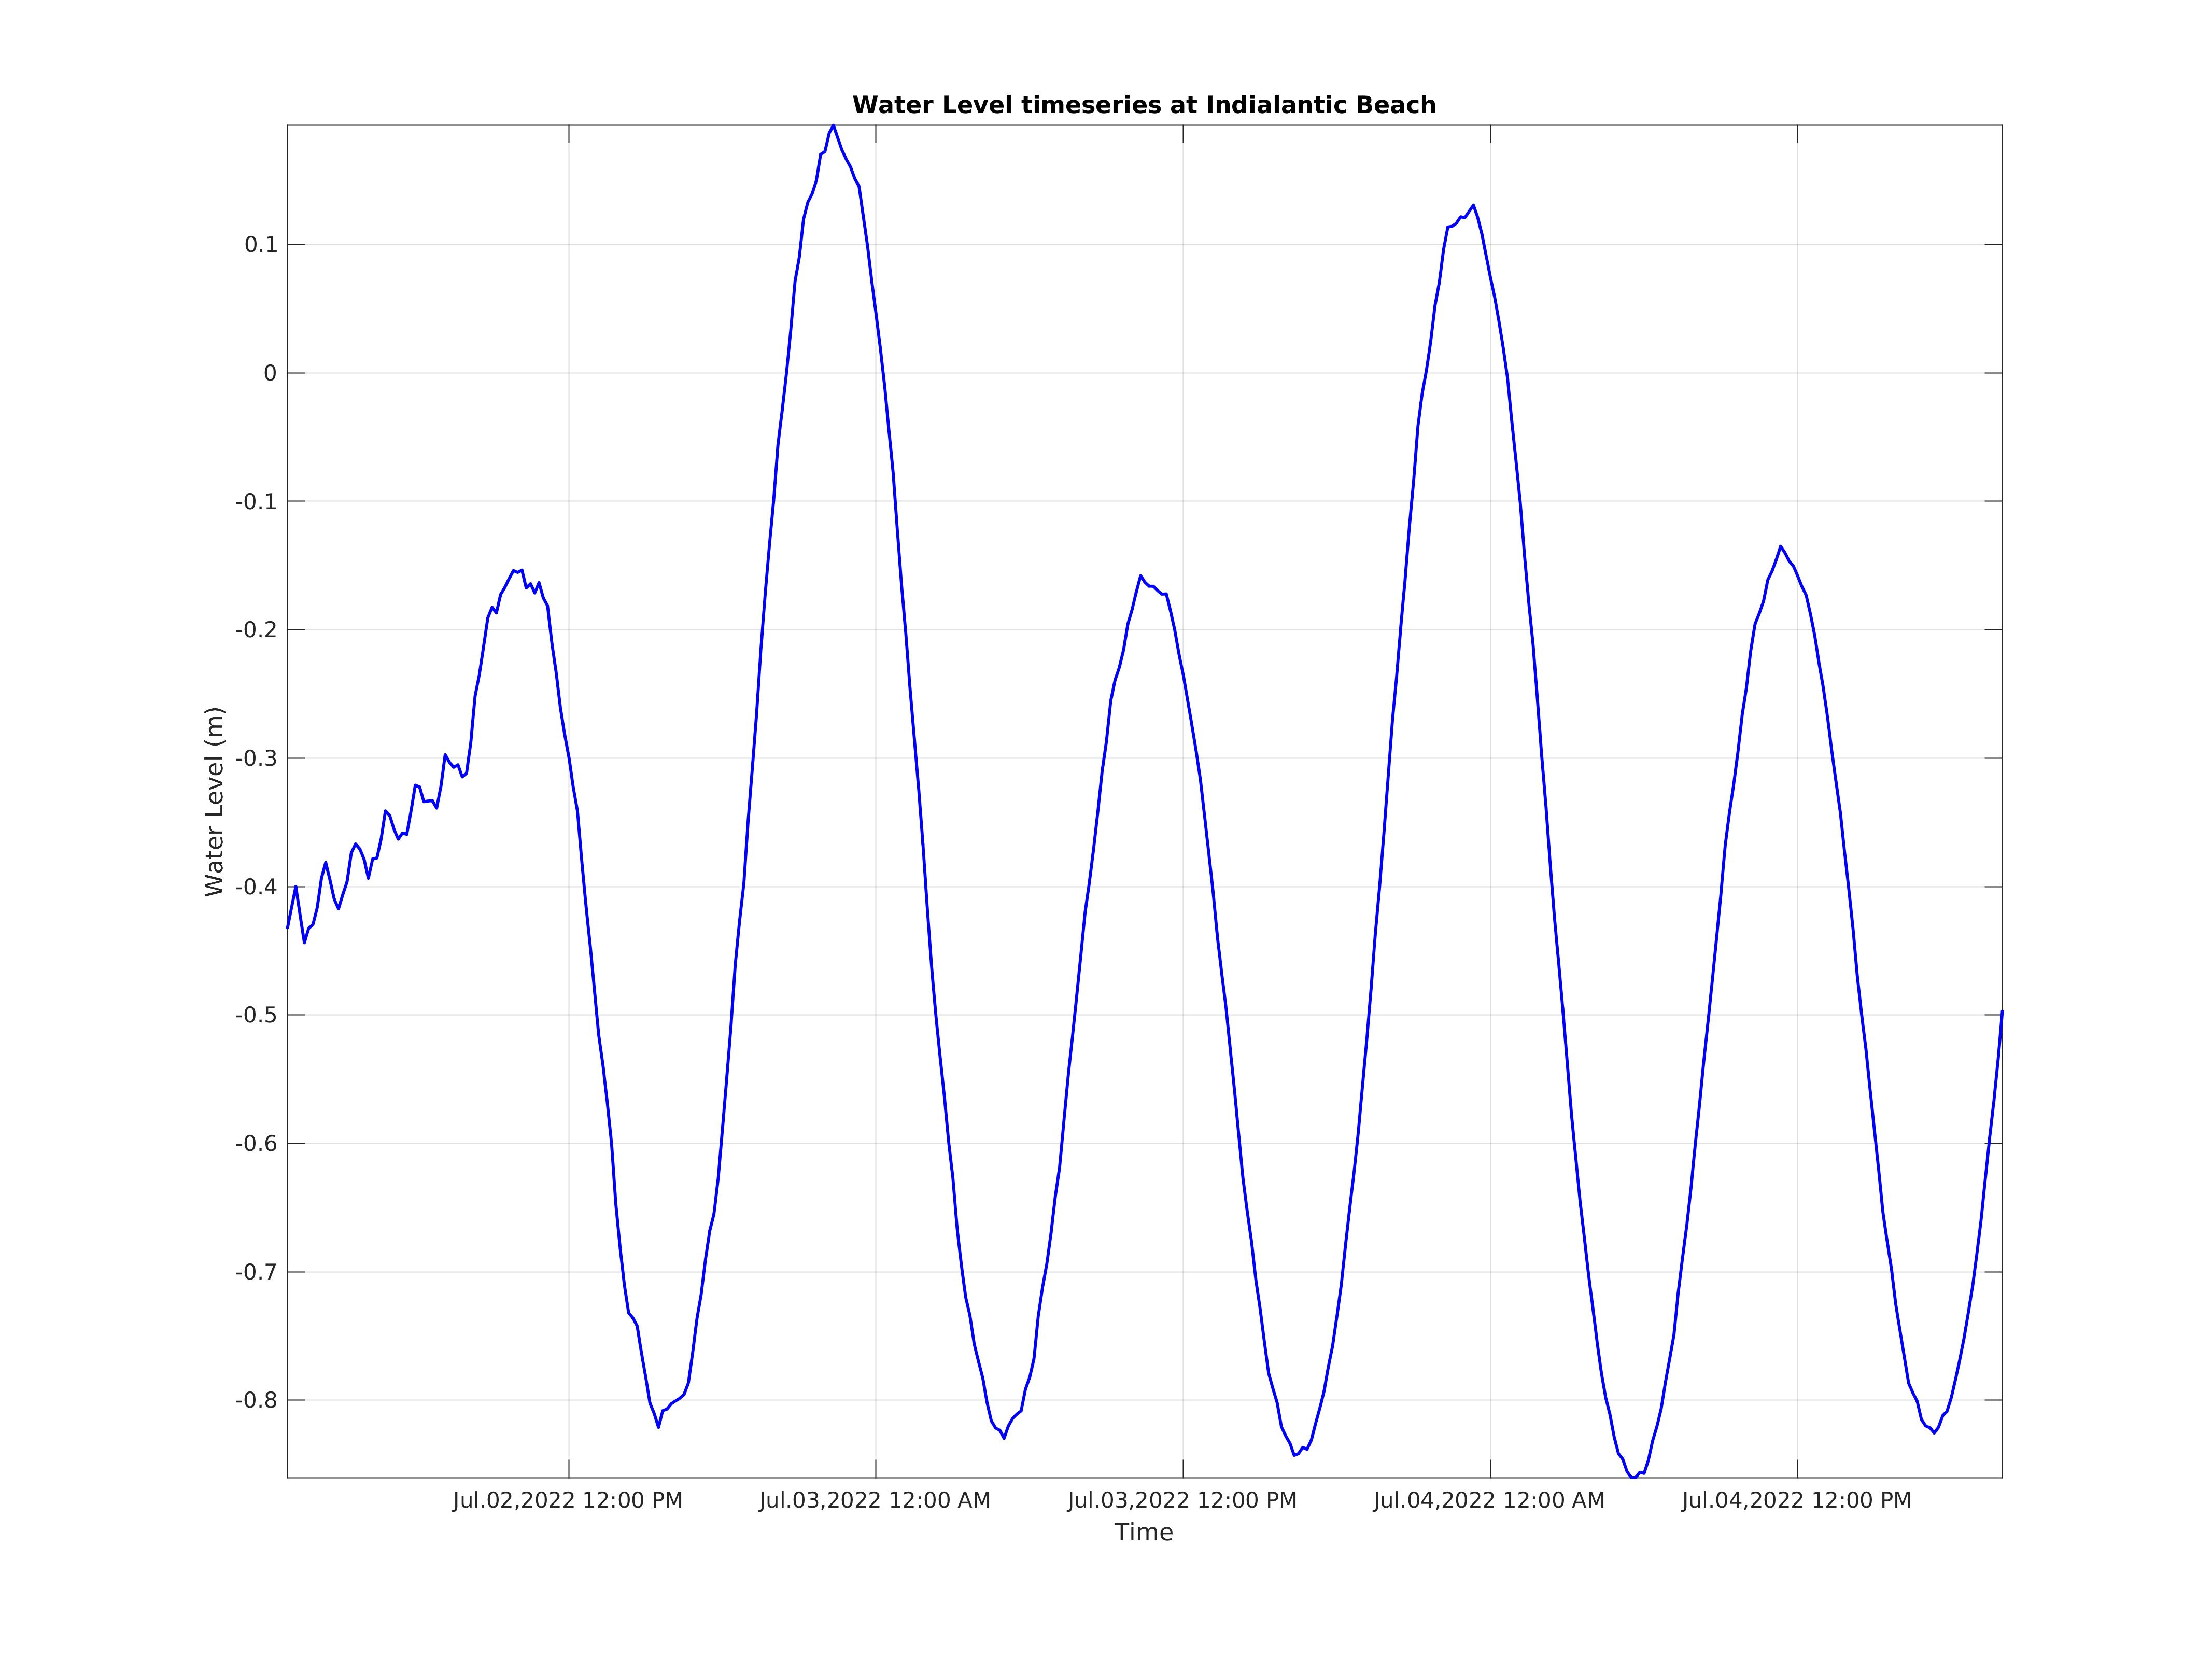 Water Level timeseries at Indialantic Beach
0.1
0
-0.1
-0.2
-0.3
-0.4
-0.5
-0.6
-0.7
-0.8
Water Level (m)
Jul.02,2022 12:00 PM Jul.03,2022 12:00 AM Jul.03,2022 12:00 PM Jul.04,2022 12:00 AM Jul.04,2022 12:00 PM
Time